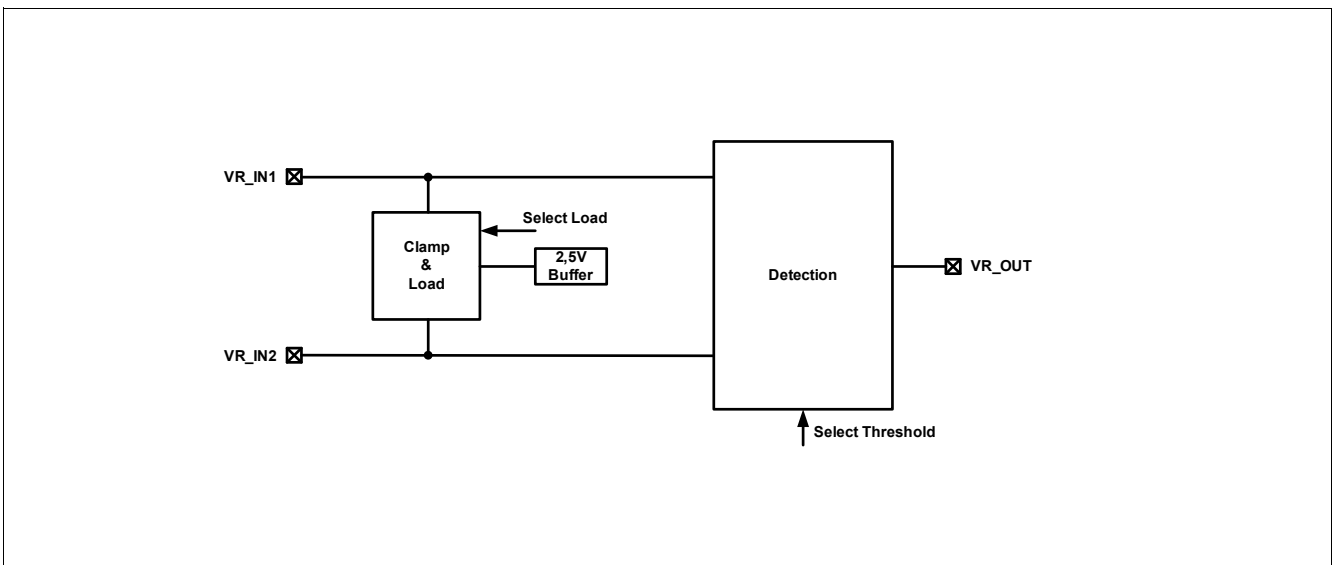 VR_IN1
Select Load
Clamp
&
Load
2,5V
Buffer
Detection
VR_OUT
VR_IN2
Select Threshold